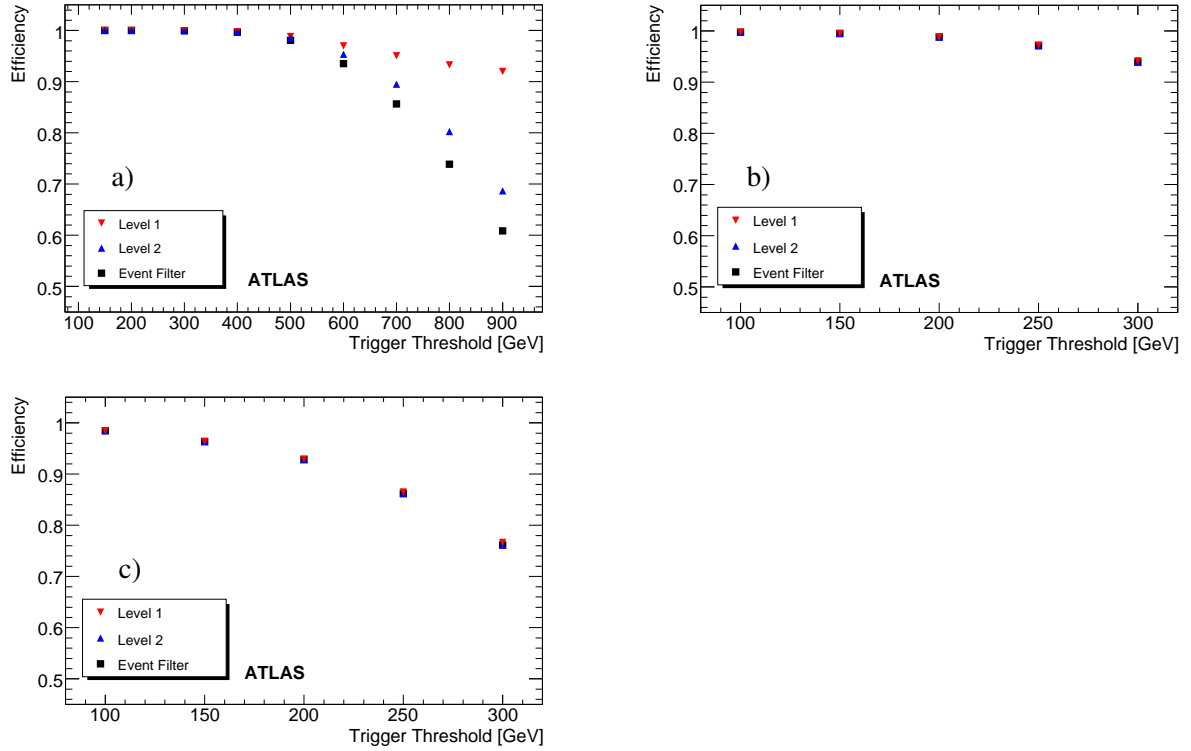 Efficiency
1
0.9
0.8
0.7
0.6
0.5
a)
Level 1
Level 2
Event Filter
ATLAS
100 200 300 400 500 600 700 800 900
Trigger Threshold [GeV]
Efficiency
1
0.9
0.8
0.7
0.6
0.5
b)
Level 1
Level 2
Event Filter
ATLAS
100 150 200 250 300
Trigger Threshold [GeV]
Efficiency
1
0.9
0.8
0.7
0.6
0.5
c)
Level 1
Level 2
Event Filter
ATLAS
100 150 200 250 300
Trigger Threshold [GeV]